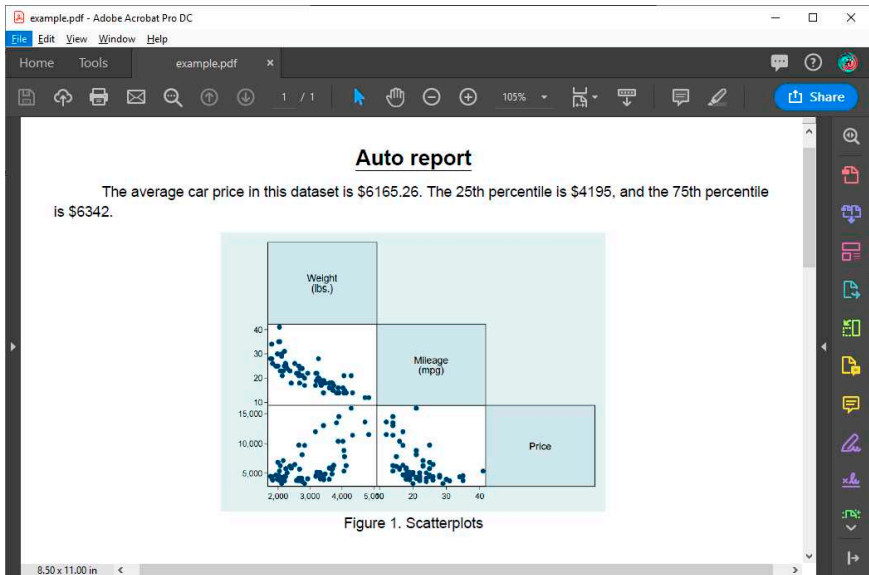 example.pdf - Adobe Acrobat Pro DC
File Edit View Window Help
Home Tools example.pdf ×
1 / 1 105% Share
Auto report
The average car price in this dataset is $6165.26. The 25th percentile is $4195, and the 75th percentile
is $6342.
Weight
(lbs.)
40
30
20
10
Mileage
(mpg)
15,000
10,000
5,000
Price
2,000 3,000 4,000 20 30 40
Figure 1. Scatterplots
8.50 x 11.00 in